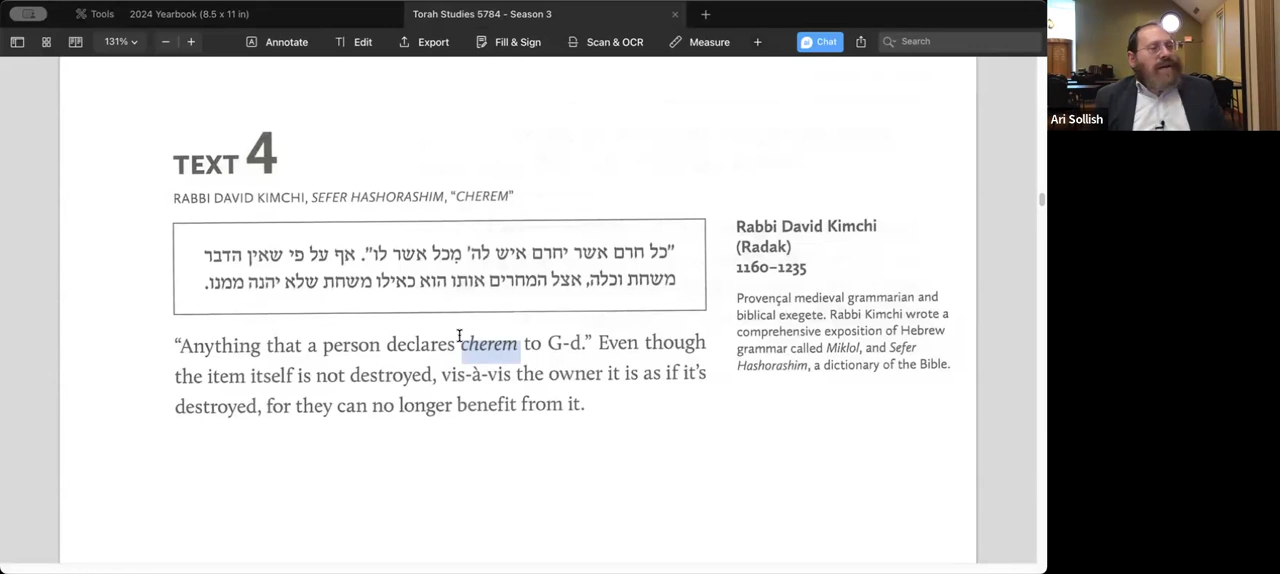 Tools
2024 Yearbook (8.5 x 11 in)
Torah Studies 5784 - Season 3
131%
Annotate
Edit
Export
Fill & Sign
Scan & OCR
Measure
Chat
Search
Ari Sollish
TEXT 4
RABBI DAVID KIMCHI, SEFER HASHORASHIM, “CHEREM”
"כל חרם אשר יחרם איש לה' מִכל אשר לו". אף על פי שאין הדבר
משחת וכלה, אצל המחרים אותו הוא כאילו משחת שלא יהנה ממנו.
“Anything that a person declares cherem to G-d.” Even though
the item itself is not destroyed, vis-à-vis the owner it is as if it’s
destroyed, for they can no longer benefit from it.
Rabbi David Kimchi
(Radak)
1160–1235
Provençal medieval grammarian and
biblical exegete. Rabbi Kimchi wrote a
comprehensive exposition of Hebrew
grammar called Miklol, and Sefer
Hashorashim, a dictionary of the Bible.